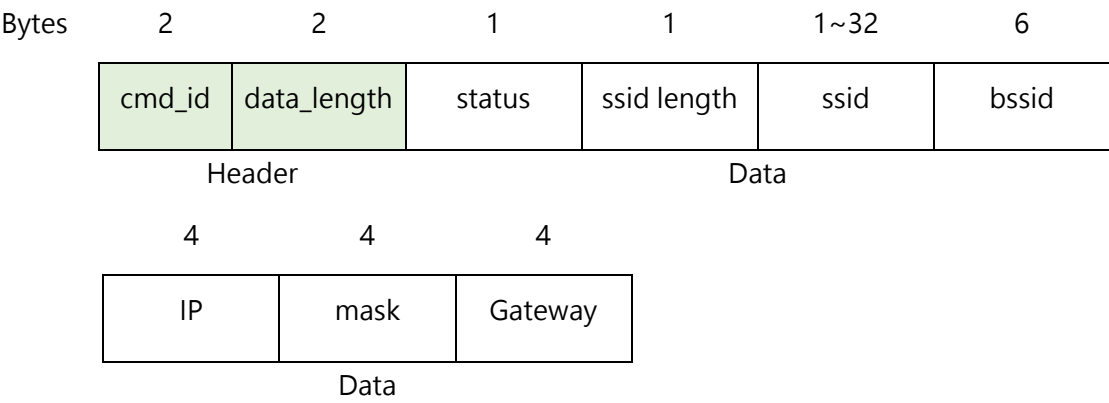 Bytes 2 2 1 1 1~32 6
cmd_id data_length status ssid length ssid bssid
Header Data
4 4 4
IP mask Gateway
Data